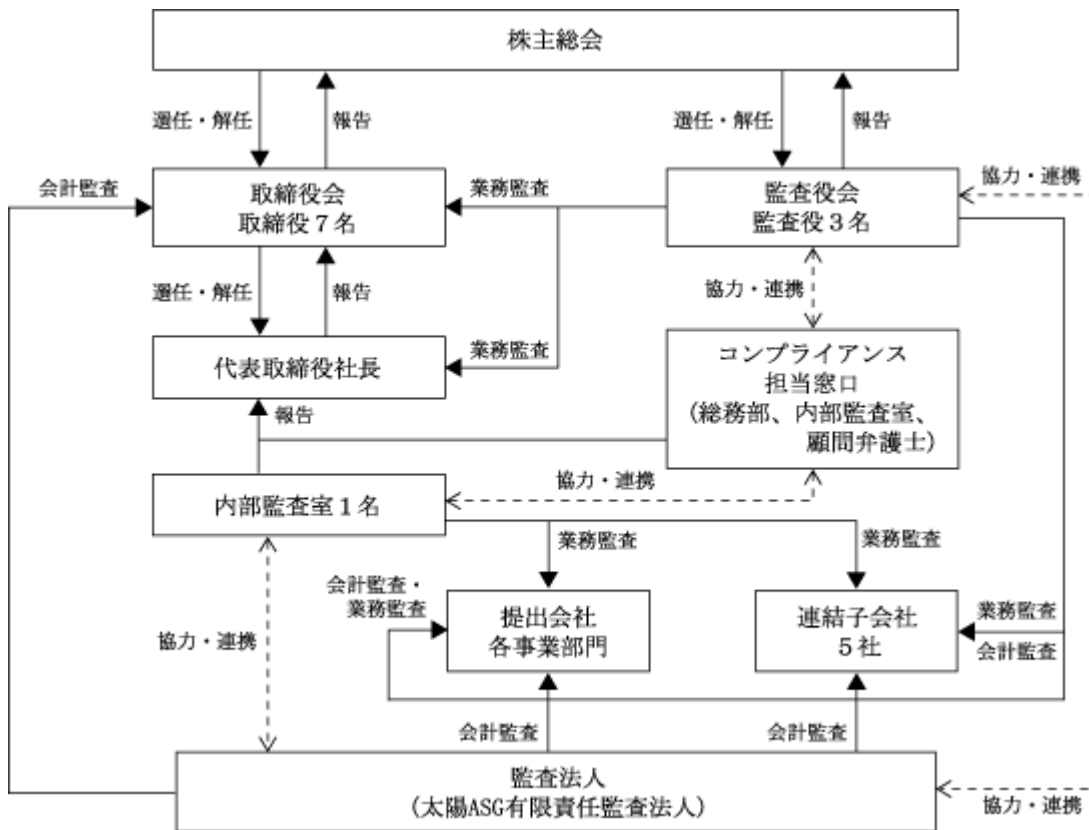 株主総会
選任・解任
報告
選任・解任
報告
会計監査
取締役会
取締役７名
業務監査
監査役会
監査役３名
協力・連携
選任・解任
報告
協力・連携
代表取締役社長
業務監査
コンプライアンス
担当窓口
(総務部、内部監査室、
顧問弁護士)
報告
協力・連携
内部監査室１名
業務監査
業務監査
会計監査・
業務監査
提出会社
各事業部門
連結子会社
５社
業務監査
会計監査
協力・連携
会計監査
会計監査
監査法人
(太陽ASG有限責任監査法人)
協力・連携